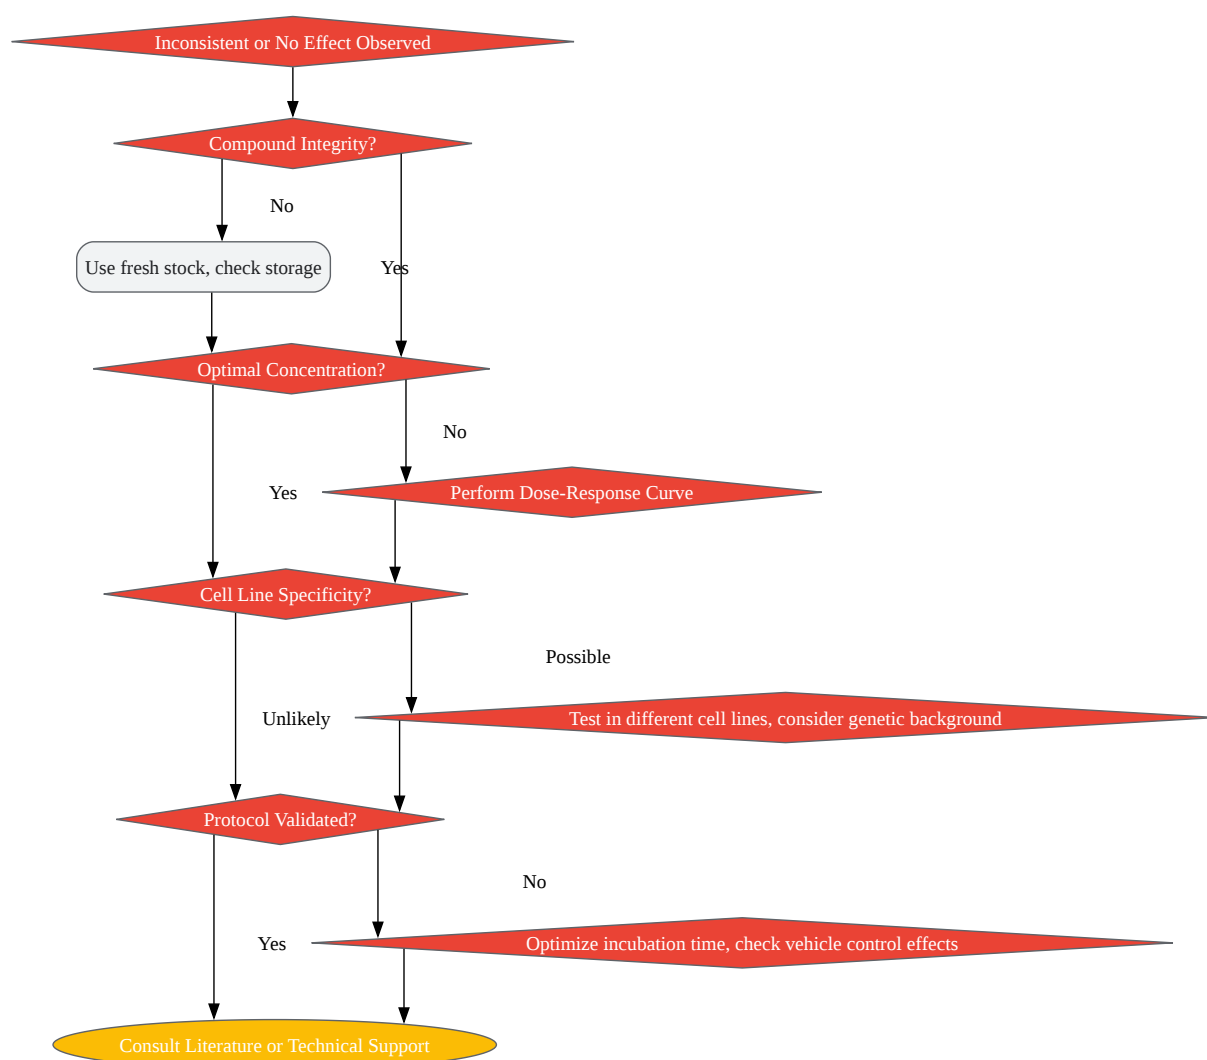 Inconsistent or No Effect Observed
Compound Integrity?
No
Use fresh stock, check storage
Yes
Optimal Concentration?
No
Yes
Perform Dose-Response Curve
Cell Line Specificity?
Possible
Unlikely
Test in different cell lines, consider genetic background
Protocol Validated?
No
Yes
Optimize incubation time, check vehicle control effects
Consult Literature or Technical Support